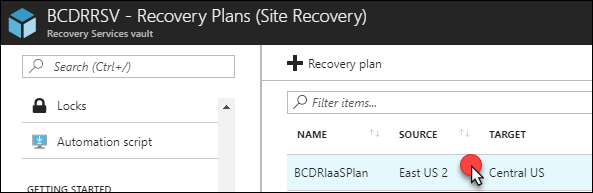 BCDRRSV - Recovery Plans (Site Recovery)
Recovery Services vault
Search (Ctrl+/)
Locks
Automation script
GETTING STARTED
Recovery plan
Filter items...
NAME SOURCE TARGET
BCDRIaaSPlan East US 2 Central US